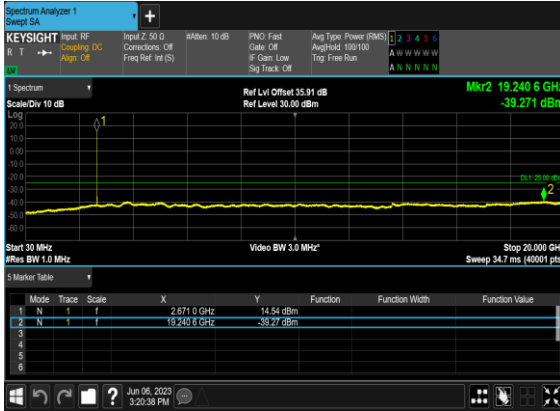 Spectrum Analyzer 1
Swept SA
+
KEYSIGHT Input: RF Input Z: 50 Ω #Atten: 10 dB PNO: Fast Avg Type: Power (RMS) 1 2 3 4 5 6
R T Coupling: DC Corrections: Off Gate: Off Avg|Hold: 100/100 A W W W W W
Align: Off Freq Ref: Int (S) IF Gain: Low Trig: Free Run
Sig Track: Off A N N N N N
1 Spectrum Ref Lvl Offset 35.91 dB Mkr2 19.240 6 GHz
Scale/Div 10 dB Ref Level 30.00 dBm -39.271 dBm
Log
20.0
10.0
0.00
-10.0
-20.0
-30.0
-40.0
-50.0
-60.0
1
DL1 -25.00 dBm
2
Start 30 MHz Video BW 3.0 MHz* Stop 20.000 GHz
#Res BW 1.0 MHz Sweep 34.7 ms (40001 pts)
5 Marker Table
Mode Trace Scale X Y Function Function Width Function Value
1 N 1 f 2.671 0 GHz 14.54 dBm
2 N 1 f 19.240 6 GHz -39.27 dBm
3
4
5
6
? Jun 06, 2023
3:20:38 PM